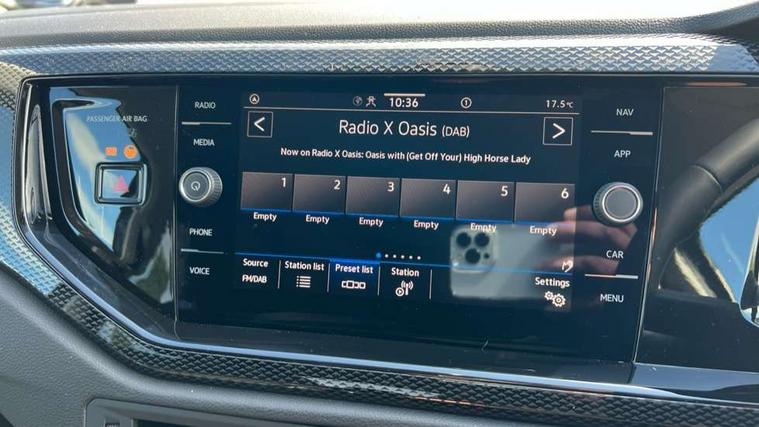 PASSENGER AIR BAG
RADIO
MEDIA
PHONE
VOICE
A
10:36
17.5°C
< Radio X Oasis (DAB) >
Now on Radio X Oasis: Oasis with (Get Off Your) High Horse Lady
1 2 3 4 5 6
Empty Empty Empty Empty Empty Empty
Source Station list Preset list Station Settings
FM/DAB
NAV
APP
CAR
MENU